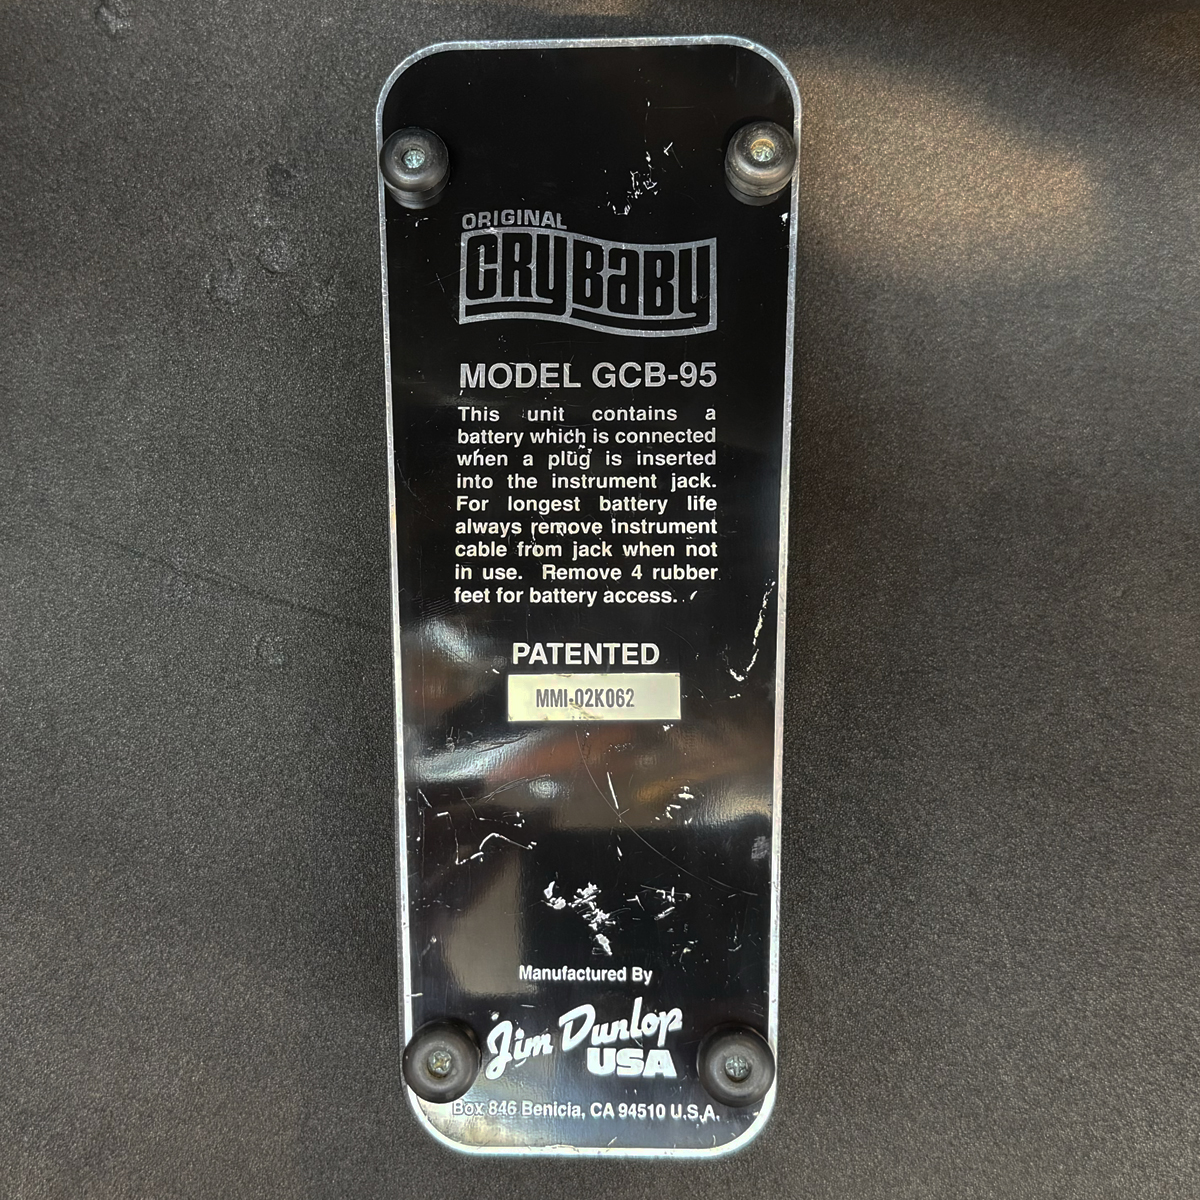 ORIGINAL
CRYBABY
MODEL GCB-95
This unit contains a
battery which is connected
when a plug is inserted
into the instrument jack.
For longest battery life
always remove instrument
cable from jack when not
in use. Remove 4 rubber
feet for battery access.
PATENTED
MMI-02K062
Manufactured By
Jim Dunlop
USA
Box 846 Benicia, CA 94510 U.S.A.